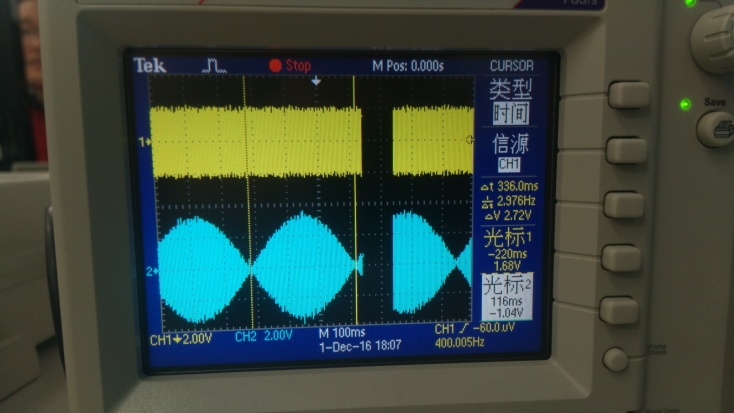 Tek
Stop
M Pos: 0.000s
CURSOR
类型
时间
信源
CH1
Δt 336.0ms
2.976Hz
ΔV 2.72V
光标1
-220ms
1.68V
光标2
116ms
-1.04V
1
2
CH1 2.00V
CH2 2.00V
M 100ms
CH1 -60.0uV
1-Dec-16 18:07
400.005Hz
Save